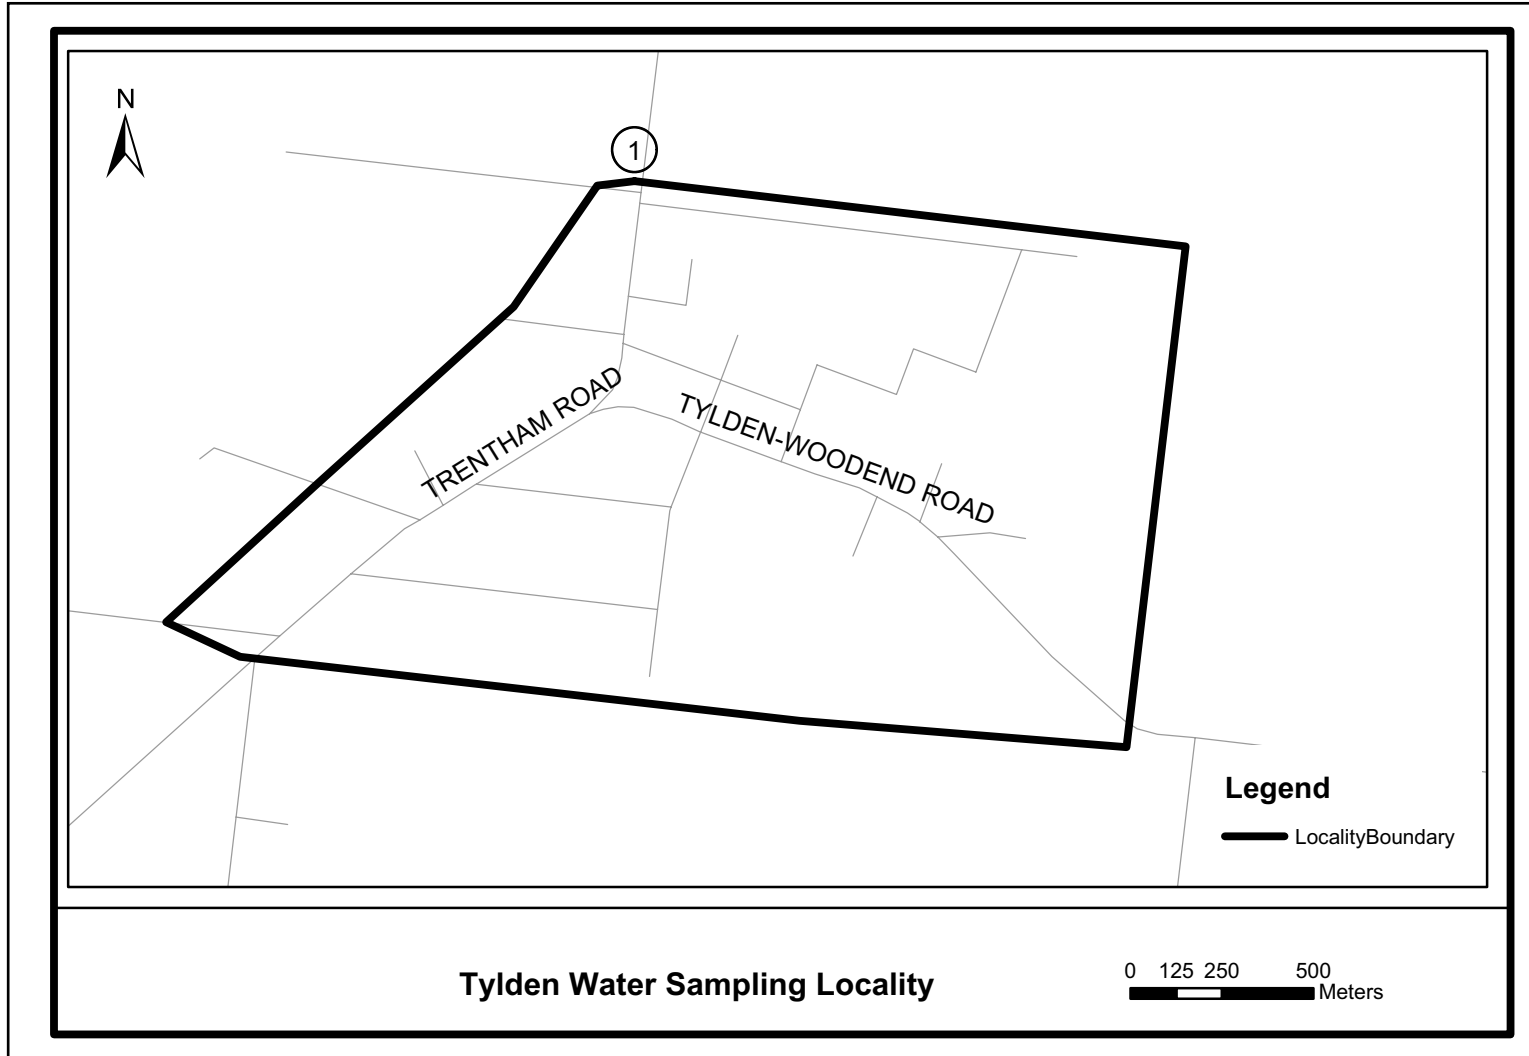 N
1
TRENTHAM ROAD
TYLDEN-WOODEND ROAD
Legend
LocalityBoundary
Tylden Water Sampling Locality
0 125 250 500
Meters